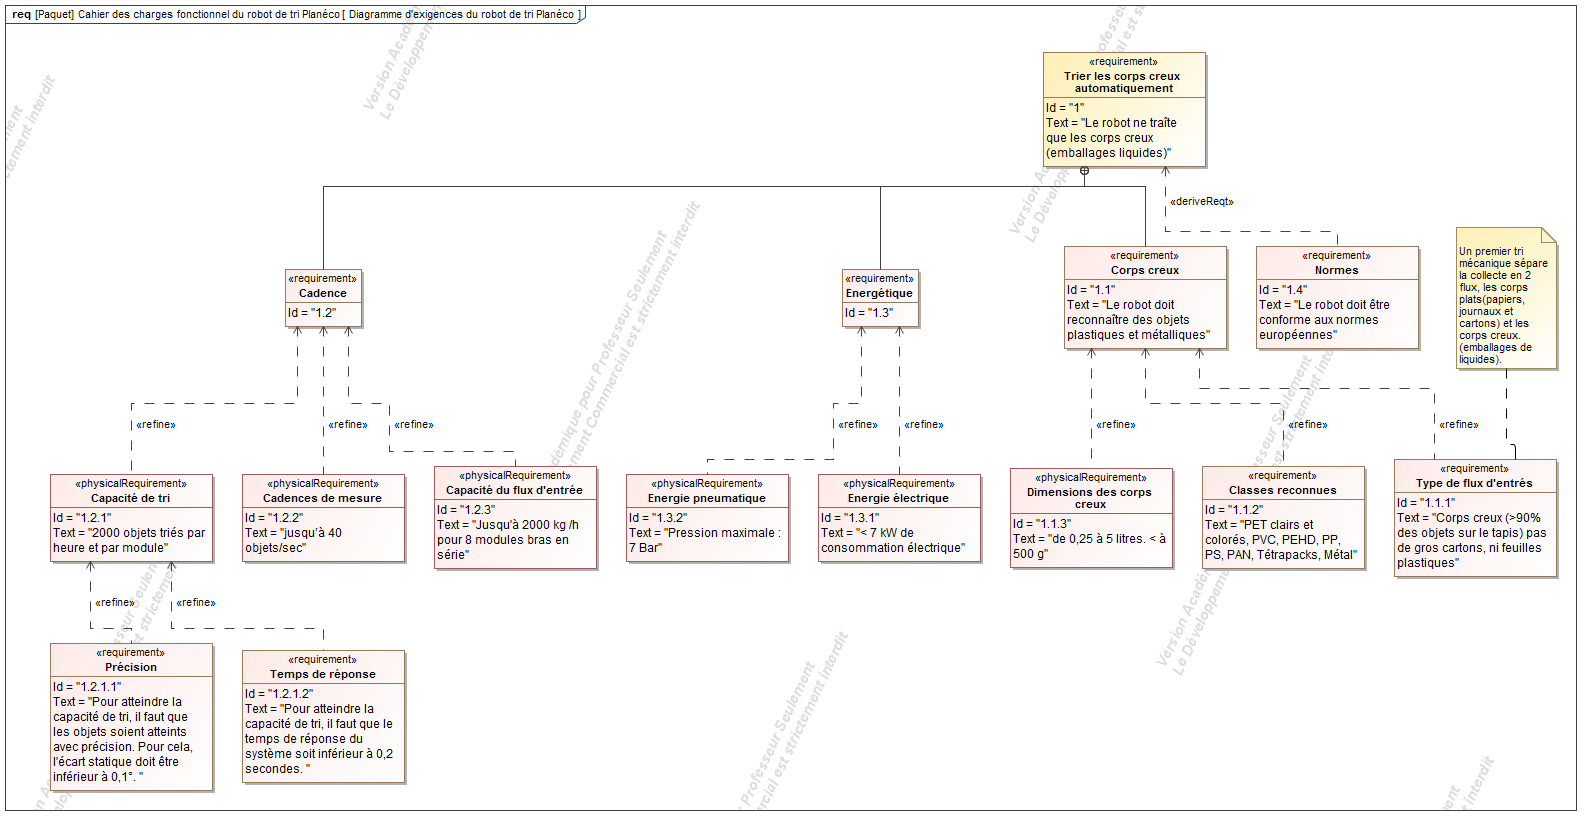 req [Paquet] Cahier des charges fonctionnel du robot de tri Planéco [ Diagramme d'exigences du robot de tri Planéco ]
«requirement»
Trier les corps creux
automatiquement
Id = "1"
Text = "Le robot ne traîte
que les corps creux
(emballages liquides)"
«deriveReqt»
«requirement»
Cadence
Id = "1.2"
«requirement»
Energétique
Id = "1.3"
«requirement»
Corps creux
Id = "1.1"
Text = "Le robot doit
reconnaître des objets
plastiques et métalliques"
«requirement»
Normes
Id = "1.4"
Text = "Le robot doit être
conforme aux normes
européennes"
Un premier tri
mécanique sépare
la collecte en 2
flux, les corps
plats(papiers,
journaux et
cartons) et les
corps creux.
(emballages de
liquides).
«refine»
«refine»
«refine»
«refine»
«refine»
«refine»
«refine»
«refine»
«physicalRequirement»
Capacité de tri
Id = "1.2.1"
Text = "2000 objets triés par
heure et par module"
«physicalRequirement»
Cadences de mesure
Id = "1.2.2"
Text = "jusqu'à 40
objets/sec"
«physicalRequirement»
Capacité du flux d'entrée
Id = "1.2.3"
Text = "Jusqu'à 2000 kg /h
pour 8 modules bras en
série"
«physicalRequirement»
Energie pneumatique
Id = "1.3.2"
Text = "Pression maximale :
7 Bar"
«physicalRequirement»
Energie électrique
Id = "1.3.1"
Text = "< 7 kW de
consommation électrique"
«physicalRequirement»
Dimensions des corps
creux
Id = "1.1.3"
Text = "de 0,25 à 5 litres. < à
500 g"
«requirement»
Classes reconnues
Id = "1.1.2"
Text = "PET clairs et
colorés, PVC, PEHD, PP,
PS, PAN, Tétrapacks, Métal"
«requirement»
Type de flux d'entrés
Id = "1.1.1"
Text = "Corps creux (>90%
des objets sur le tapis) pas
de gros cartons, ni feuilles
plastiques"
«refine»
«refine»
«requirement»
Précision
Id = "1.2.1.1"
Text = "Pour atteindre la
capacité de tri, il faut que
les objets soient atteints
avec précision. Pour cela,
l'écart statique doit être
inférieur à 0,1°. "
«requirement»
Temps de réponse
Id = "1.2.1.2"
Text = "Pour atteindre la
capacité de tri, il faut que le
temps de réponse du
système soit inférieur à 0,2
secondes. "